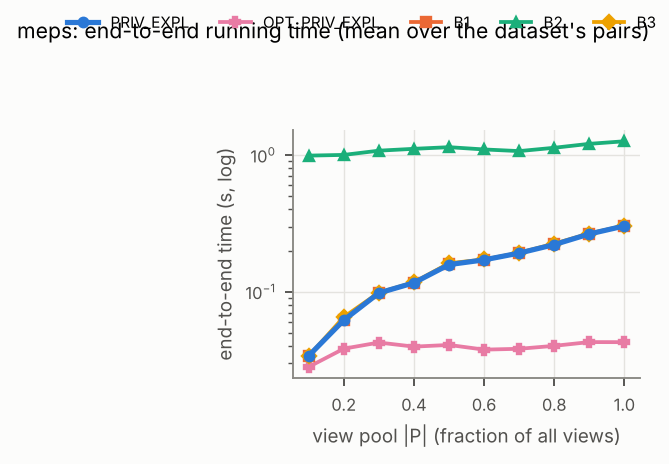 PRIV_EXPL OPT_PRIV_EXPL B1 B2 B3
meps: end-to-end running time (mean over the dataset's pairs)
end-to-end time (s, log)
10⁰
10⁻¹
0.2 0.4 0.6 0.8 1.0
view pool |P| (fraction of all views)